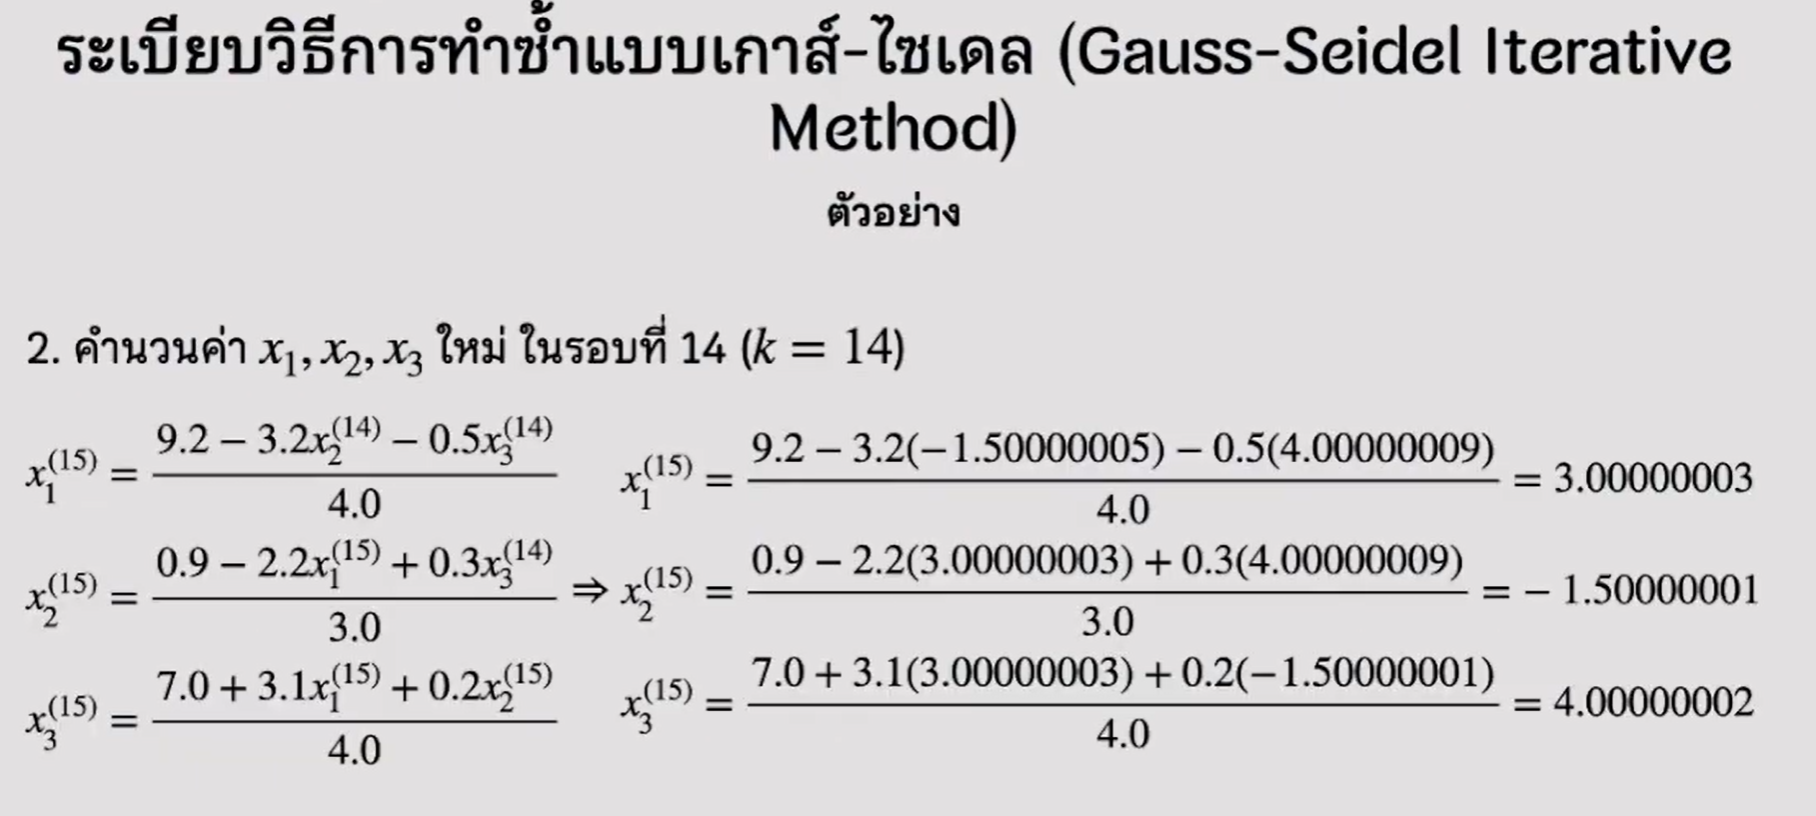 ระเบียบวิธีการทำซ้ำแบบเกาส์-ไซเดล (Gauss-Seidel Iterative
Method)
ตัวอย่าง
2. คำนวนค่า x₁, x₂, x₃ ใหม่ ในรอบที่ 14 (k = 14)
x₁⁽¹⁵⁾ = (9.2 − 3.2x₂⁽¹⁴⁾ − 0.5x₃⁽¹⁴⁾) / 4.0    x₁⁽¹⁵⁾ = (9.2 − 3.2(−1.50000005) − 0.5(4.00000009)) / 4.0 = 3.00000003
x₂⁽¹⁵⁾ = (0.9 − 2.2x₁⁽¹⁵⁾ + 0.3x₃⁽¹⁴⁾) / 3.0 ⇒ x₂⁽¹⁵⁾ = (0.9 − 2.2(3.00000003) + 0.3(4.00000009)) / 3.0 = − 1.50000001
x₃⁽¹⁵⁾ = (7.0 + 3.1x₁⁽¹⁵⁾ + 0.2x₂⁽¹⁵⁾) / 4.0    x₃⁽¹⁵⁾ = (7.0 + 3.1(3.00000003) + 0.2(−1.50000001)) / 4.0 = 4.00000002